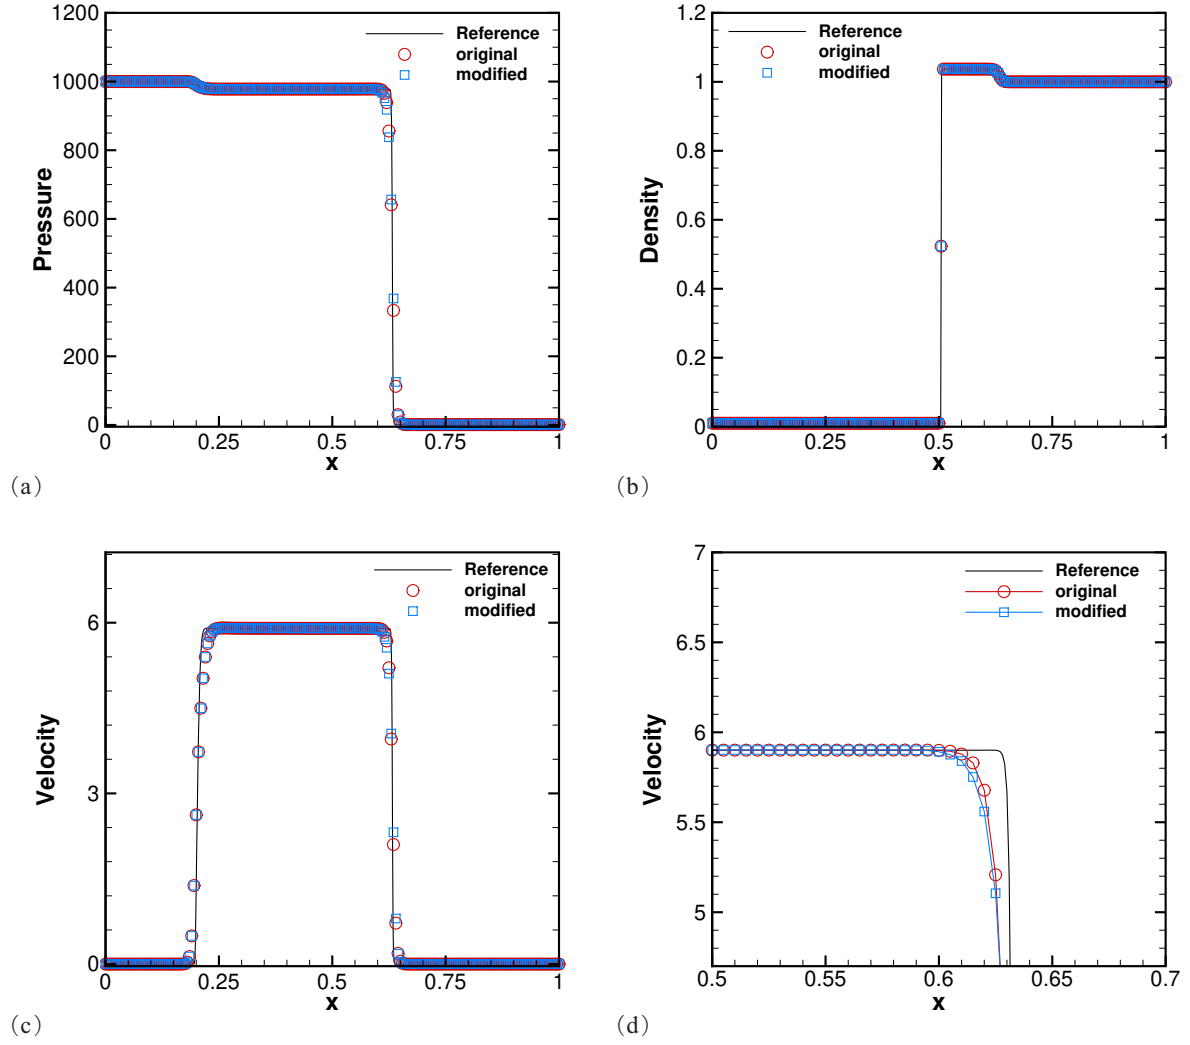 1200
1000
800
600
400
200
0
Pressure
Reference
original
modified
0
0.25
0.5
0.75
1
x
(a)
1.2
1
0.8
0.6
0.4
0.2
0
Density
Reference
original
modified
0
0.25
0.5
0.75
1
x
(b)
6
3
0
Velocity
Reference
original
modified
0
0.25
0.5
0.75
1
x
(c)
7
6.5
6
5.5
5
Velocity
Reference
original
modified
0.5
0.55
0.6
0.65
0.7
x
(d)